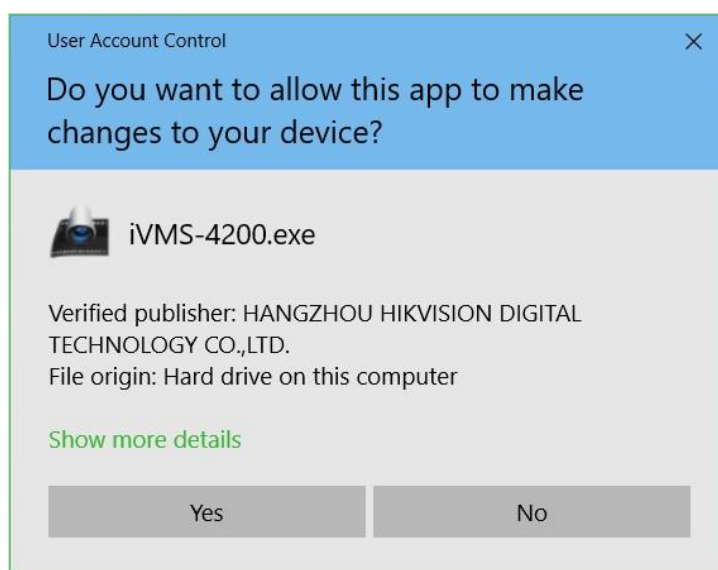 User Account Control
Do you want to allow this app to make
changes to your device?
iVMS-4200.exe
Verified publisher: HANGZHOU HIKVISION DIGITAL
TECHNOLOGY CO.,LTD.
File origin: Hard drive on this computer
Show more details
Yes
No